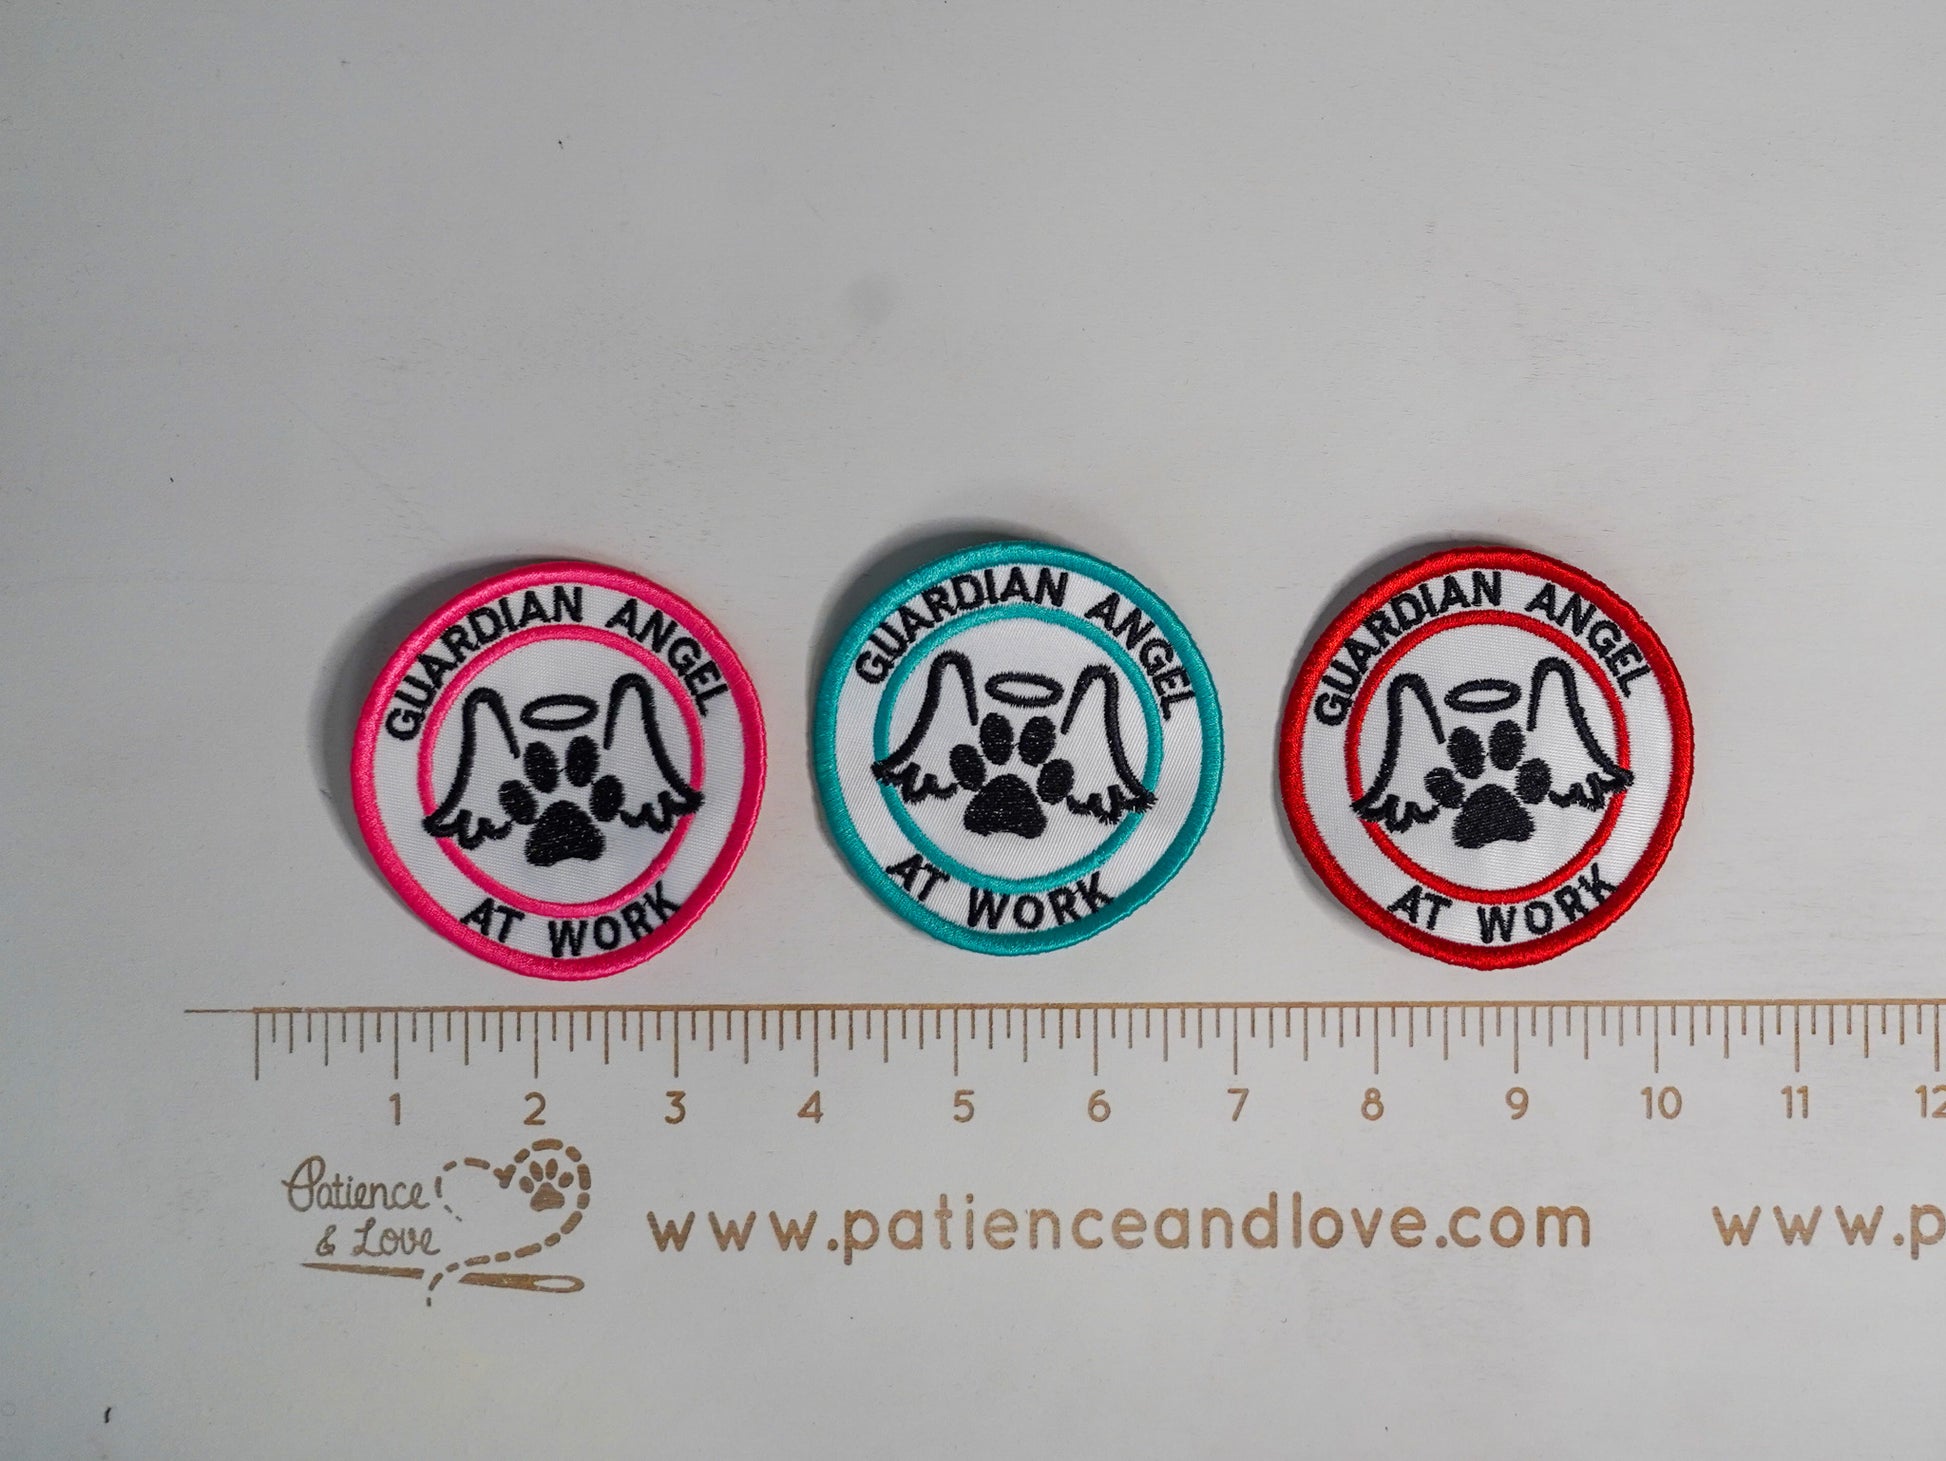 GUARDIAN ANGEL
AT WORK
GUARDIAN ANGEL
AT WORK
GUARDIAN ANGEL
AT WORK
1 2 3 4 5 6 7 8 9 10 11 12
Patience
& Love
www.patienceandlove.com www.p